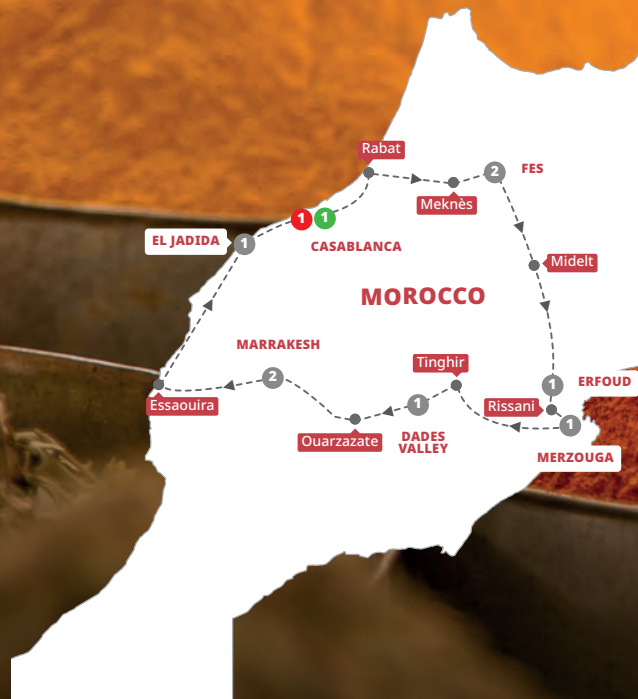 Rabat
2
FES
Meknès
1
1
EL JADIDA
1
CASABLANCA
Midelt
MOROCCO
MARRAKESH
Tinghir
2
1
ERFOUD
Essaouira
1
Rissani
Ouarzazate
DADES
VALLEY
1
MERZOUGA